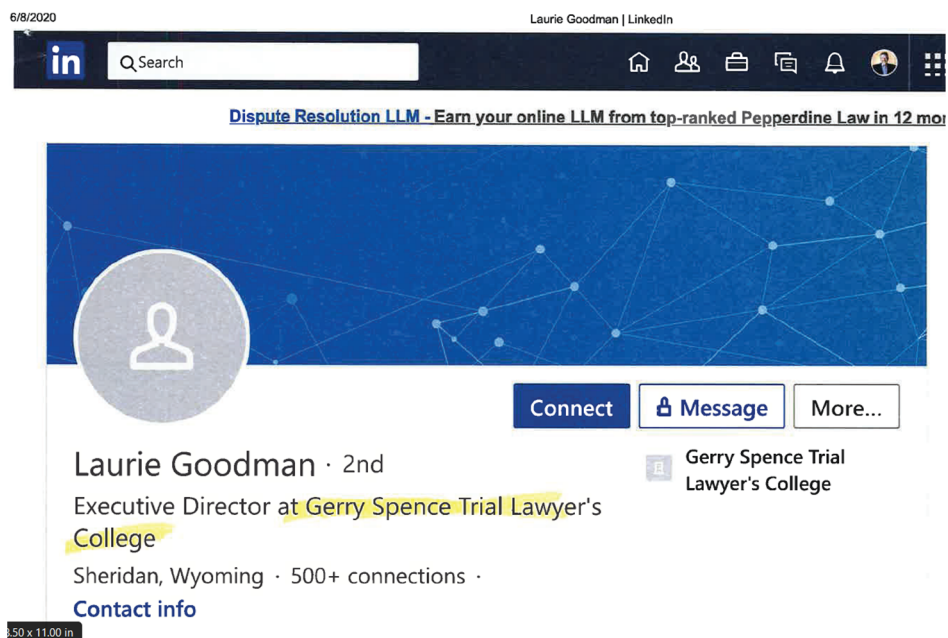 6/8/2020
Laurie Goodman | LinkedIn
in
Search
Dispute Resolution LLM - Earn your online LLM from top-ranked Pepperdine Law in 12 mor
Connect
Message
More...
Laurie Goodman · 2nd
Gerry Spence Trial
Lawyer's College
Executive Director at Gerry Spence Trial Lawyer's
College
Sheridan, Wyoming · 500+ connections ·
Contact info
8.50 x 11.00 in